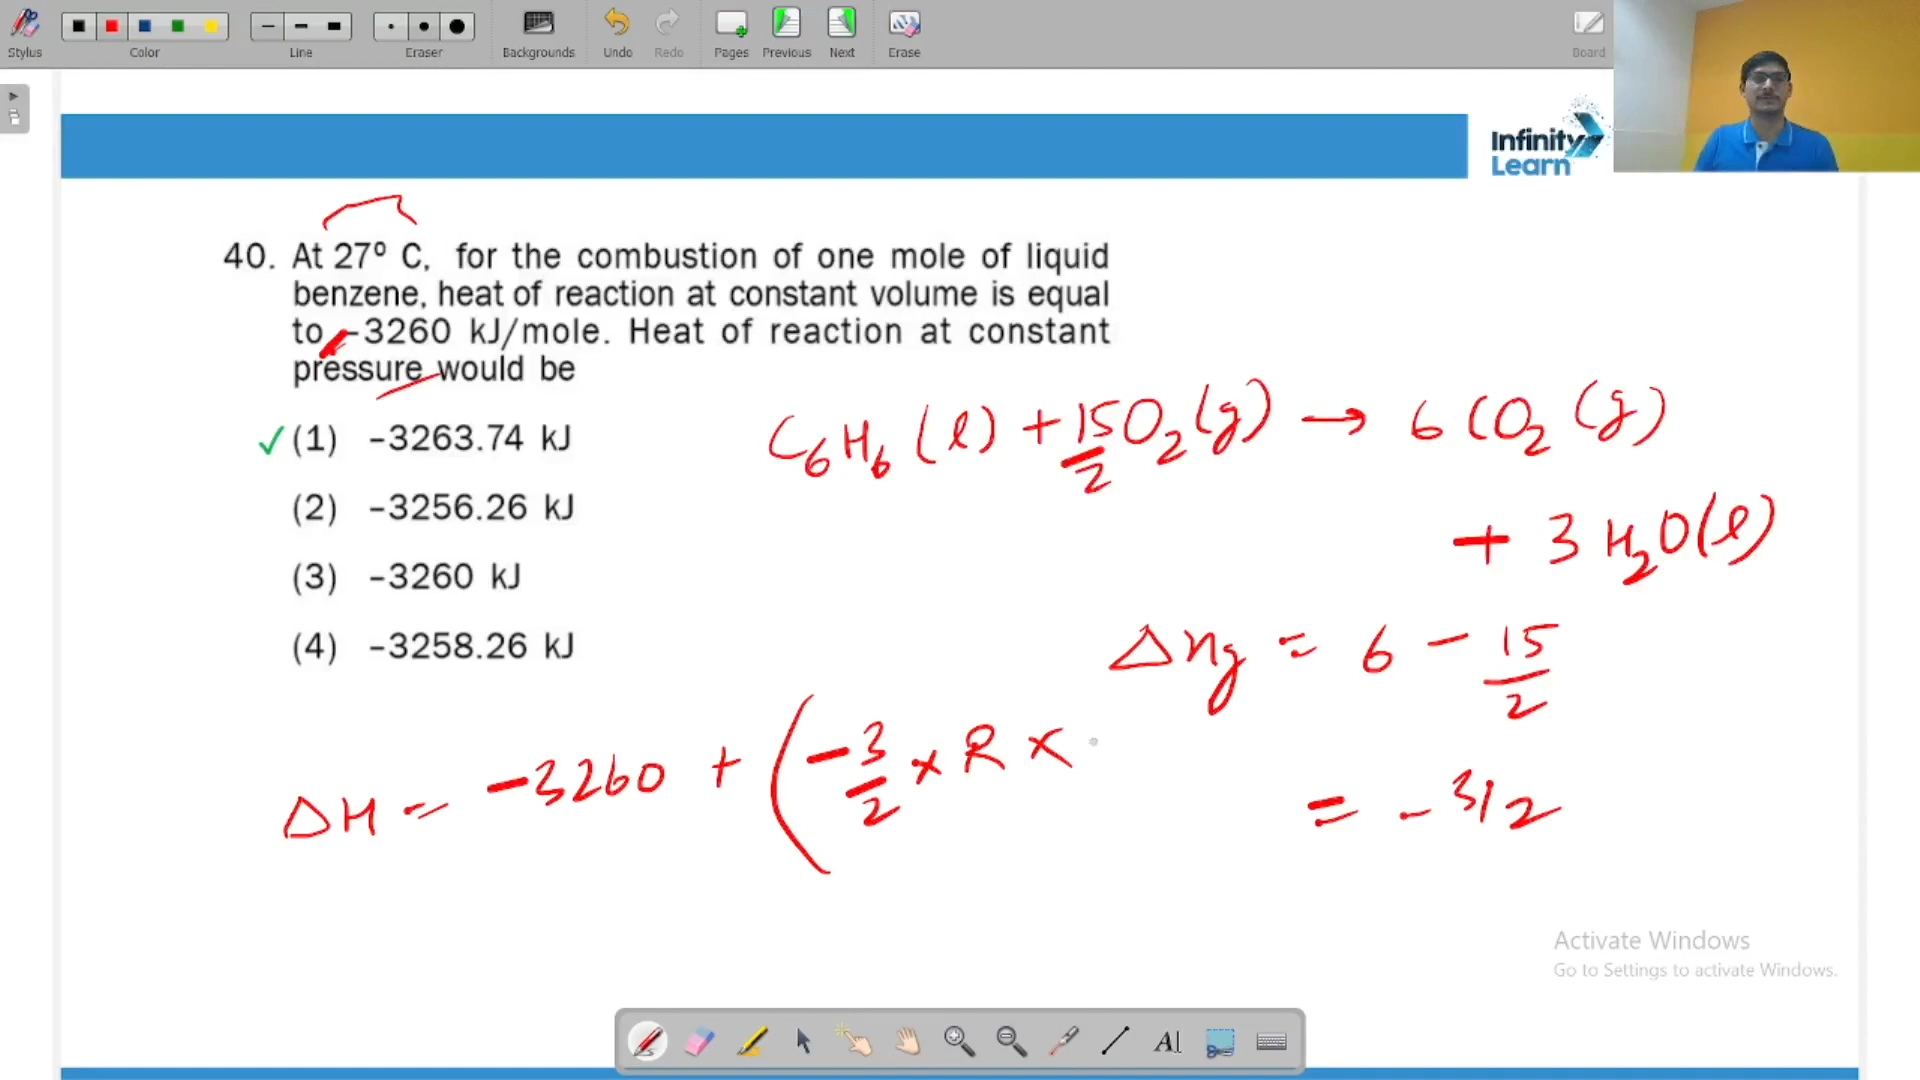 Stylus
Color
Line
Eraser
Backgrounds
Undo
Redo
Pages
Previous
Next
Erase
Board
Infinity
Learn
40. At 27º C, for the combustion of one mole of liquid
benzene, heat of reaction at constant volume is equal
to -3260 kJ/mole. Heat of reaction at constant
pressure would be
✓(1) -3263.74 kJ
(2) -3256.26 kJ
(3) -3260 kJ
(4) -3258.26 kJ
C6H6 (l) + 15/2 O2 (g) → 6 CO2 (g)
+ 3 H2O(l)
Δng = 6 - 15/2
= - 3/2
ΔH = -3260 + ( -3/2 × R ×
Activate Windows
Go to Settings to activate Windows.
AI